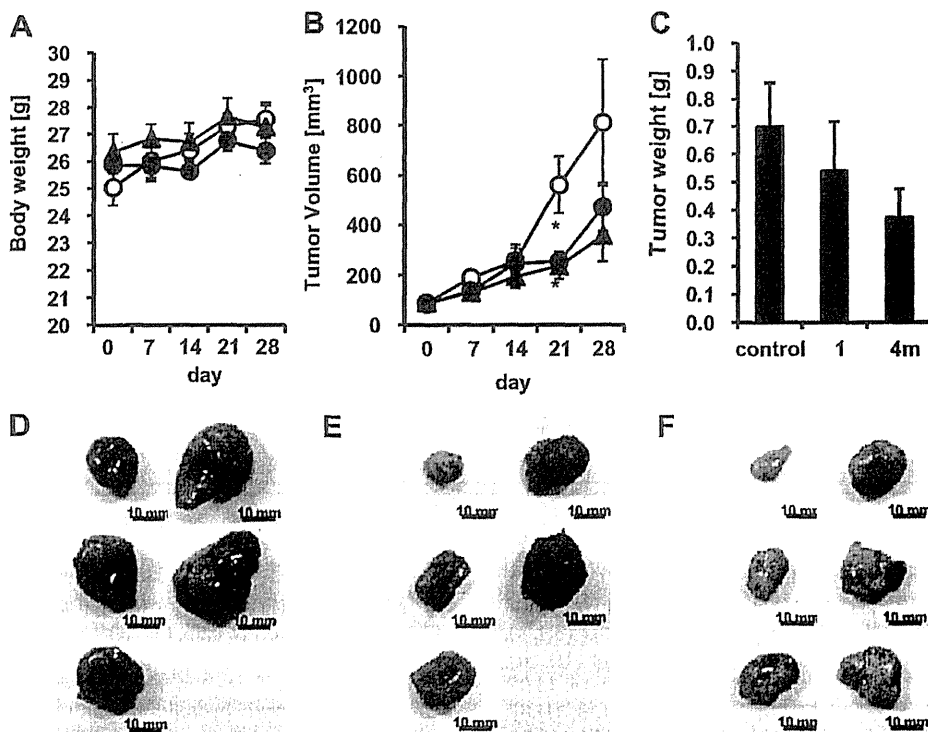 A
Body weight [g]
30
29
28
27
26
25
24
23
22
21
20
0 7 14 21 28
day
B
Tumor Volume [mm³]
1200
1000
800
600
400
200
0
*
*
0 7 14 21 28
day
C
Tumor weight [g]
1.0
0.9
0.8
0.7
0.6
0.5
0.4
0.3
0.2
0.1
0.0
control 1 4m
D
10 mm 10 mm
10 mm 10 mm
10 mm
E
10 mm 10 mm
10 mm 10 mm
10 mm
F
10 mm 10 mm
10 mm 10 mm
10 mm 10 mm